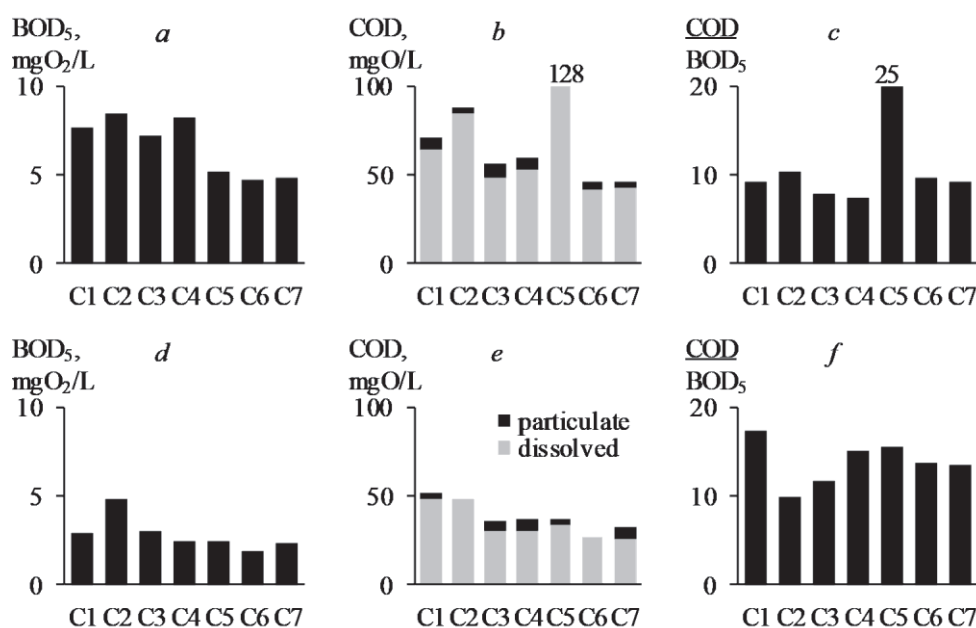 BOD₅,
mgO₂/L
a
10
5
0
C1 C2 C3 C4 C5 C6 C7
COD,
mgO/L
b
128
100
50
0
C1 C2 C3 C4 C5 C6 C7
COD
BOD₅
c
25
20
10
0
C1 C2 C3 C4 C5 C6 C7
BOD₅,
mgO₂/L
d
10
5
0
C1 C2 C3 C4 C5 C6 C7
COD,
mgO/L
e
100
particulate
dissolved
50
0
C1 C2 C3 C4 C5 C6 C7
COD
BOD₅
f
20
10
0
C1 C2 C3 C4 C5 C6 C7